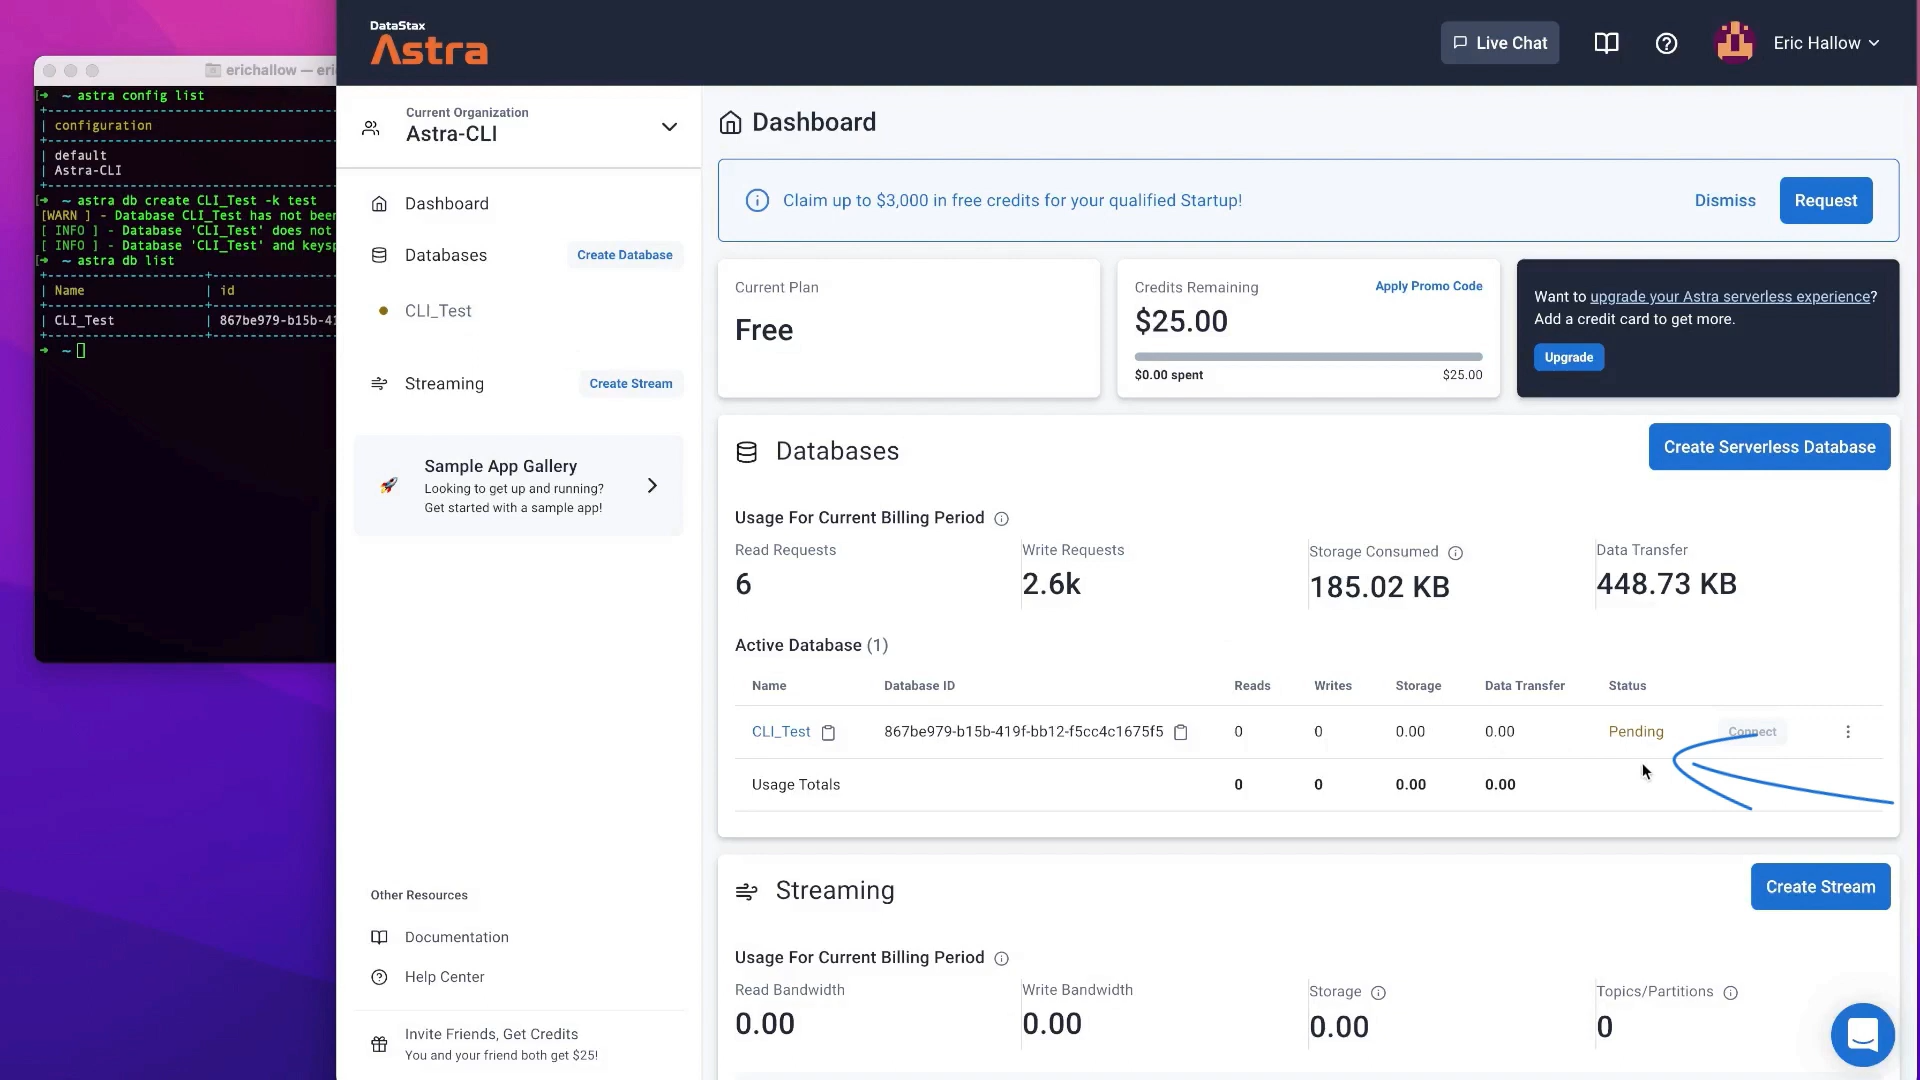 erichallow — eri
~ astra config list
configuration
default
Astra-CLI
~ astra db create CLI_Test -k test
[WARN ] - Database CLI_Test has not been
[ INFO ] - Database 'CLI_Test' does not
[ INFO ] - Database 'CLI_Test' and keysp
~ astra db list
| Name | id
| CLI_Test | 867be979-b15b-41
~
DataStax
Astra
Live Chat
Eric Hallow
Current Organization
Astra-CLI
Dashboard
Databases
Create Database
CLI_Test
Streaming
Create Stream
Sample App Gallery
Looking to get up and running?
Get started with a sample app!
Other Resources
Documentation
Help Center
Invite Friends, Get Credits
You and your friend both get $25!
Dashboard
Claim up to $3,000 in free credits for your qualified Startup!
Dismiss
Request
Current Plan
Free
Credits Remaining
Apply Promo Code
$25.00
$0.00 spent
$25.00
Want to upgrade your Astra serverless experience?
Add a credit card to get more.
Upgrade
Databases
Create Serverless Database
Usage For Current Billing Period
Read Requests
6
Write Requests
2.6k
Storage Consumed
185.02 KB
Data Transfer
448.73 KB
Active Database (1)
Name Database ID Reads Writes Storage Data Transfer Status
CLI_Test 867be979-b15b-419f-bb12-f5cc4c1675f5 0 0 0.00 0.00 Pending Connect
Usage Totals 0 0 0.00 0.00
Streaming
Create Stream
Usage For Current Billing Period
Read Bandwidth
0.00
Write Bandwidth
0.00
Storage
0.00
Topics/Partitions
0